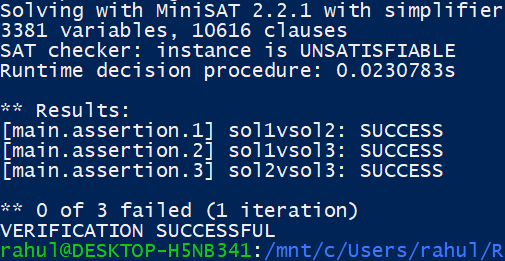 Solving with MiniSAT 2.2.1 with simplifier
3381 variables, 10616 clauses
SAT checker: instance is UNSATISFIABLE
Runtime decision procedure: 0.0230783s
** Results:
[main.assertion.1] sol1vsol2: SUCCESS
[main.assertion.2] sol1vsol3: SUCCESS
[main.assertion.3] sol2vsol3: SUCCESS
** 0 of 3 failed (1 iteration)
VERIFICATION SUCCESSFUL
rahul@DESKTOP-H5NB341:/mnt/c/Users/rahul/R